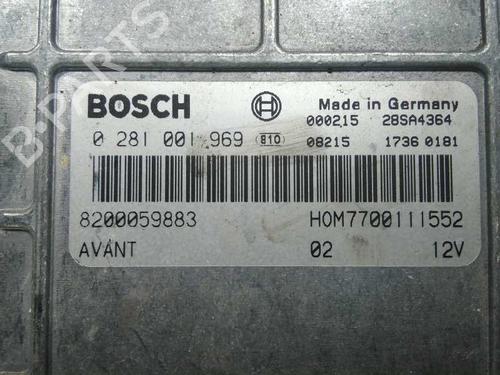 B-PARTS
BOSCH Made in Germany
000215 28SA4364
0 281 001 969 810 08215 1736 0181
8200059883 HOM7700111552
AVANT 02 12V